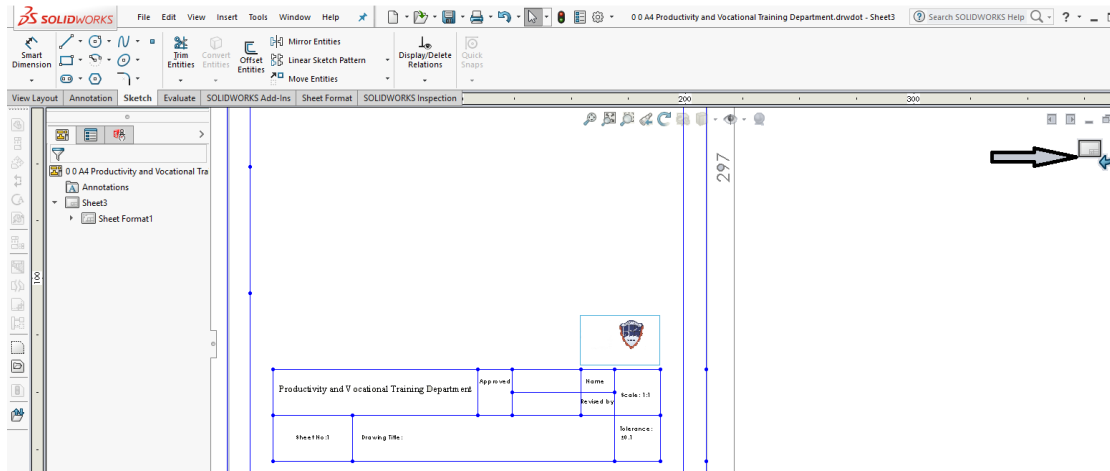 SOLIDWORKS File Edit View Insert Tools Window Help 0 0 A4 Productivity and Vocational Training Department.drwdot - Sheet3 Search SOLIDWORKS Help ?
Smart Dimension
Trim Entities
Convert Entities
Offset Entities
Mirror Entities
Linear Sketch Pattern
Move Entities
Display/Delete Relations
Quick Snaps
View Layout Annotation Sketch Evaluate SOLIDWORKS Add-Ins Sheet Format SOLIDWORKS Inspection
200 300
0 0 A4 Productivity and Vocational Tra
Annotations
Sheet3
Sheet Format1
100
297
Productivity and Vocational Training Department
Approved
Name
Revised by
Scale: 1:1
Sheet No:1
Drawing Title:
Tolerance:
±0.1